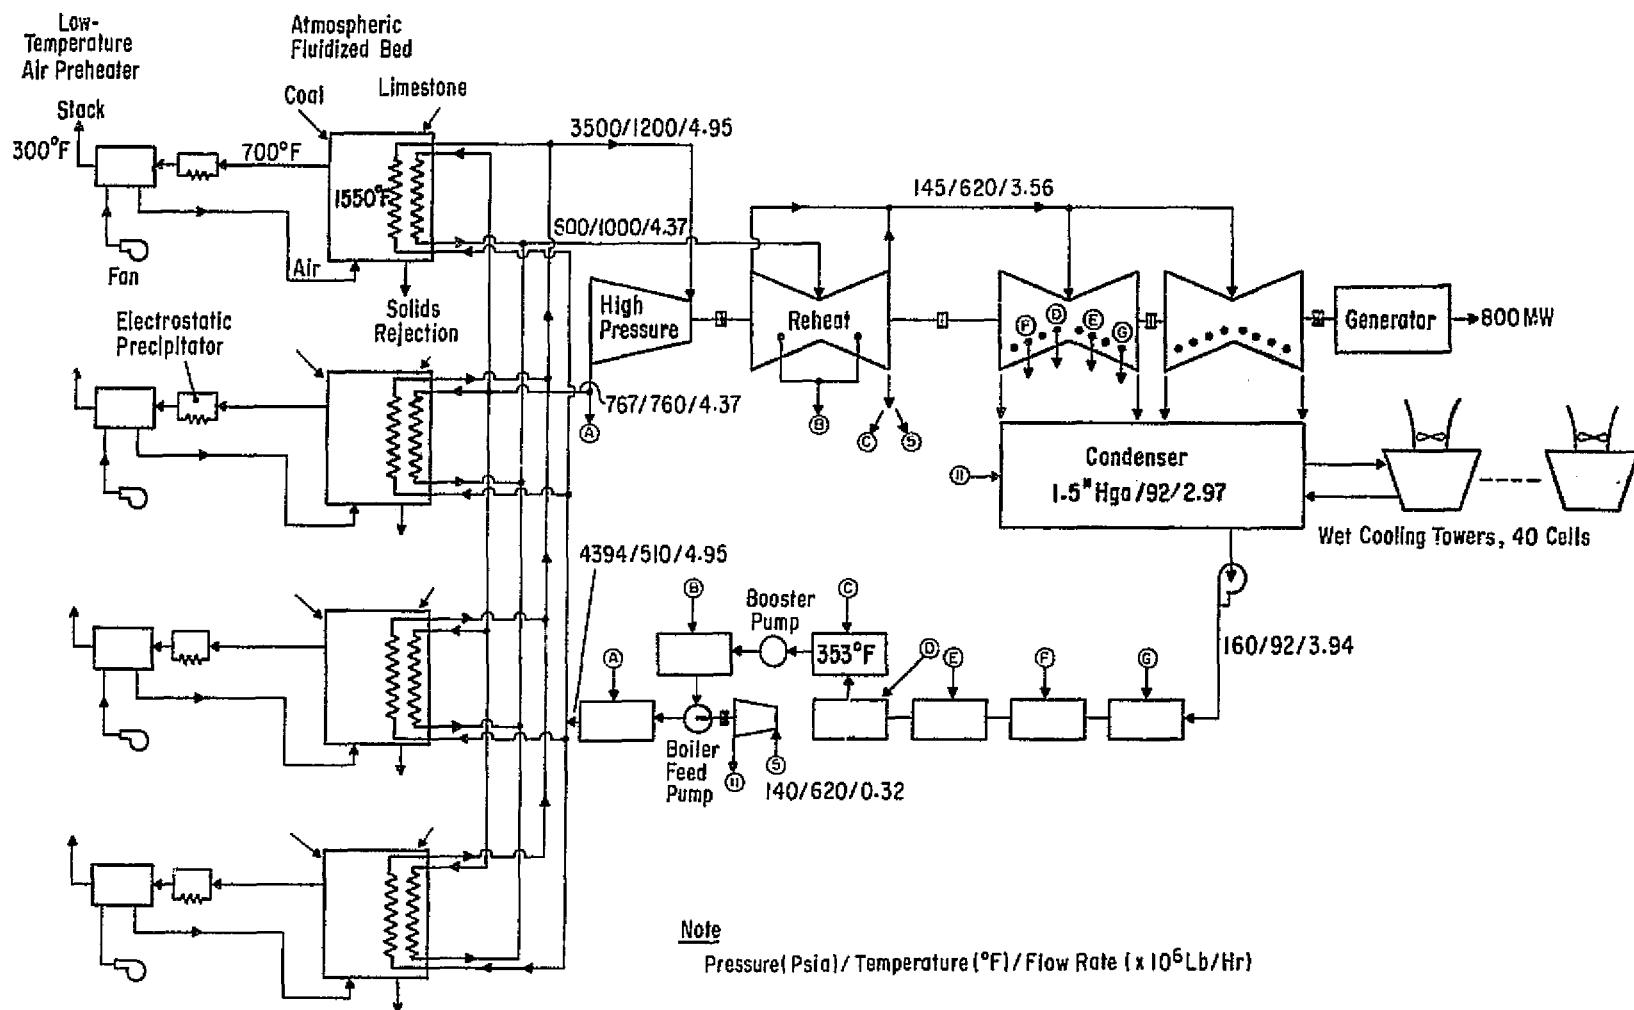 Low-
Temperature
Air Preheater
Atmospheric
Fluidized Bed
Stack
Coal
Limestone
300°F
700°F
1550°F
3500/1200/4.95
500/1000/4.37
145/620/3.56
Fan
Air
Solids
Rejection
Electrostatic
Precipitator
High
Pressure
Reheat
F
D
E
G
Generator
800 MW
767/760/4.37
A
B
C
S
Condenser
1.5" Hga/92/2.97
Wet Cooling Towers, 40 Cells
4394/510/4.95
B
Booster
Pump
C
353°F
A
D
E
F
G
160/92/3.94
Boiler
Feed
Pump
S
140/620/0.32
Note
Pressure(Psia)/Temperature(°F)/Flow Rate (x10⁶Lb/Hr)